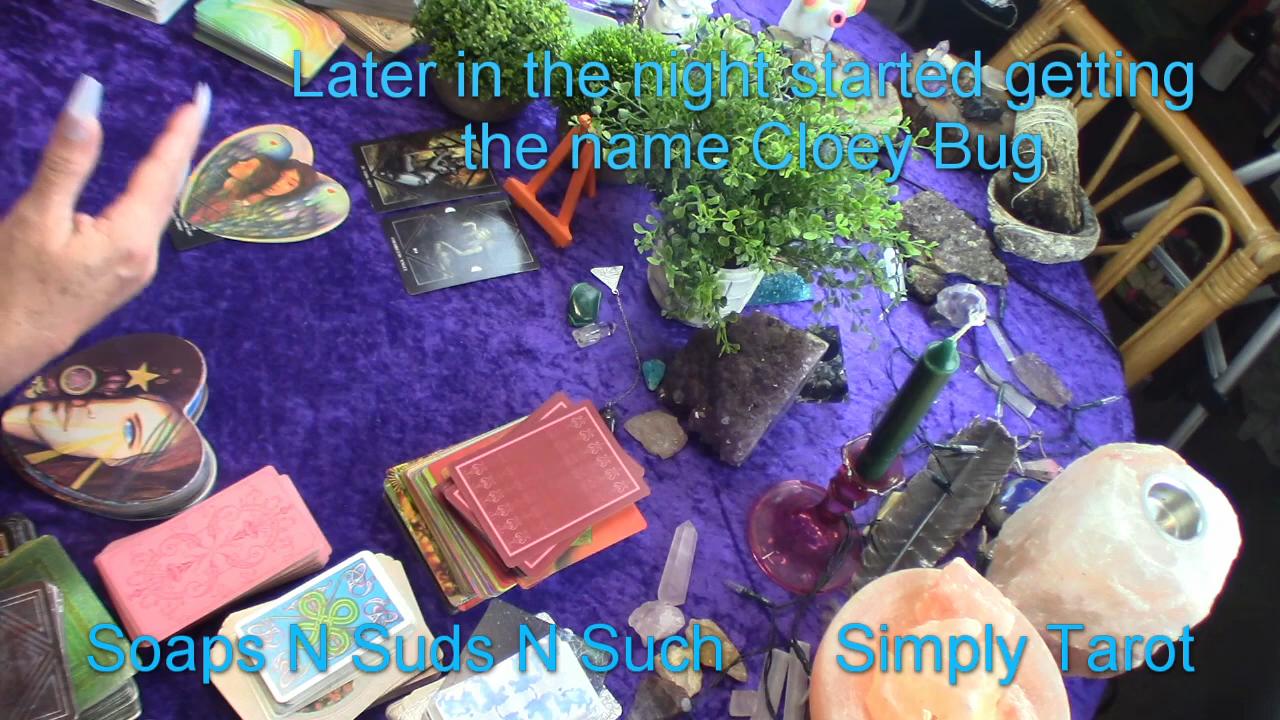 Later in the night started getting
the name Cloey Bug
Soaps N Suds N Such
Simply Tarot